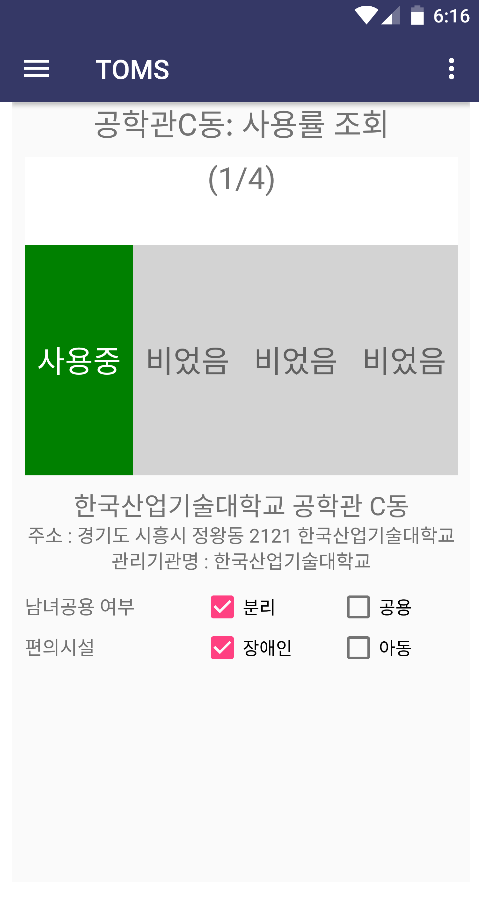 6:16
TOMS
공학관C동: 사용률 조회
(1/4)
사용중 비었음 비었음 비었음
한국산업기술대학교 공학관 C동
주소 : 경기도 시흥시 정왕동 2121 한국산업기술대학교
관리기관명 : 한국산업기술대학교
남녀공용 여부 분리 공용
편의시설 장애인 아동